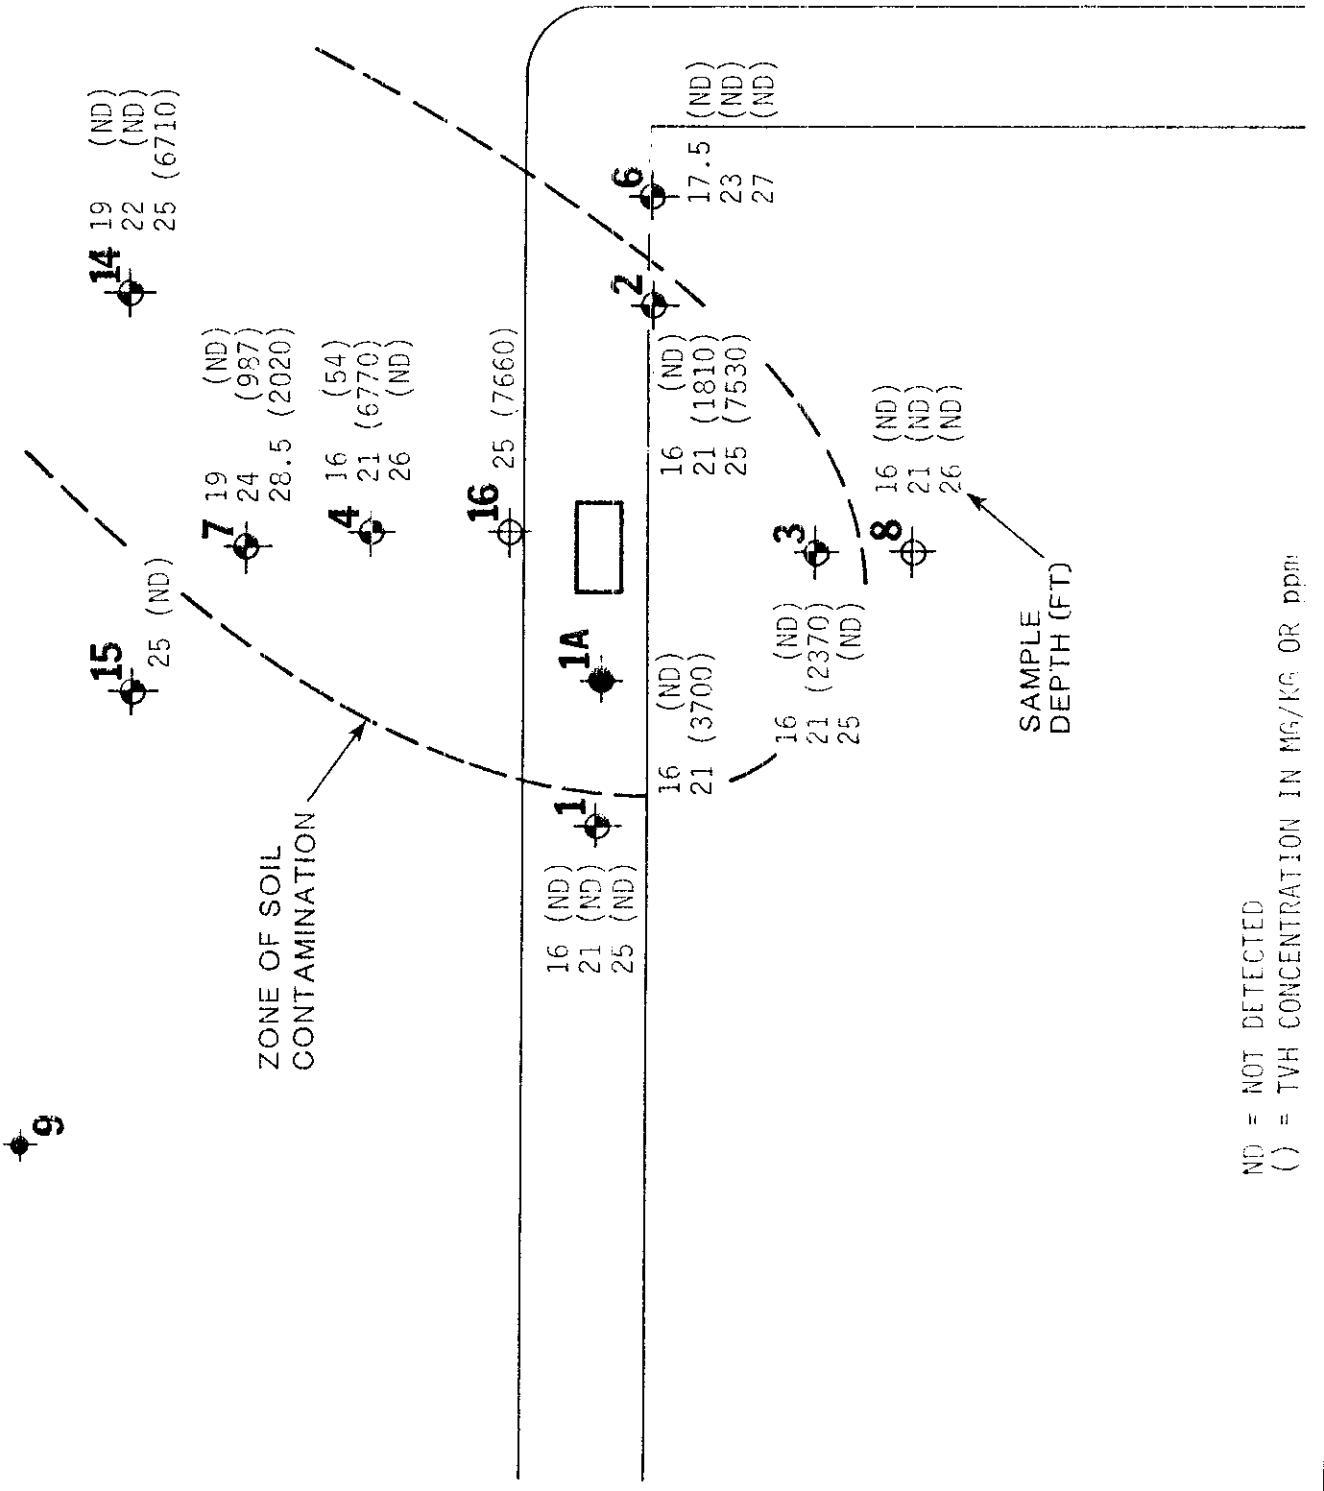 9
15
25 (ND)
14
19 (ND)
22 (ND)
25 (6710)
7
19 (ND)
24 (987)
28.5 (2020)
4
16 (54)
21 (6770)
26 (ND)
16
25 (7660)
ZONE OF SOIL
CONTAMINATION
1
16 (ND)
21 (ND)
25 (ND)
1A
16 (ND)
21 (3700)
2
16 (ND)
21 (1810)
25 (7530)
6
17.5 (ND)
23 (ND)
27 (ND)
3
16 (ND)
21 (2370)
25 (ND)
8
16 (ND)
21 (ND)
26 (ND)
SAMPLE
DEPTH (FT)
ND = NOT DETECTED
() = TVH CONCENTRATION IN MG/KG OR ppm